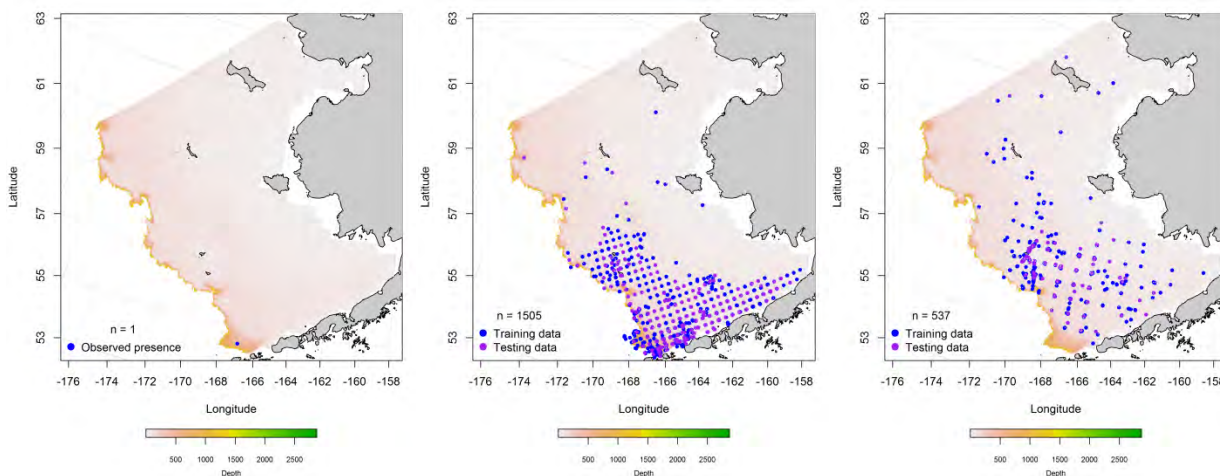 63
61
59
57
55
53
Latitude
n = 1
Observed presence
-176 -174 -172 -170 -168 -166 -164 -162 -160 -158
Longitude
500 1000 1500 2000 2500
Depth
63
61
59
57
55
53
Latitude
n = 1505
Training data
Testing data
-176 -174 -172 -170 -168 -166 -164 -162 -160 -158
Longitude
500 1000 1500 2000 2500
Depth
63
61
59
57
55
53
Latitude
n = 537
Training data
Testing data
-176 -174 -172 -170 -168 -166 -164 -162 -160 -158
Longitude
500 1000 1500 2000 2500
Depth